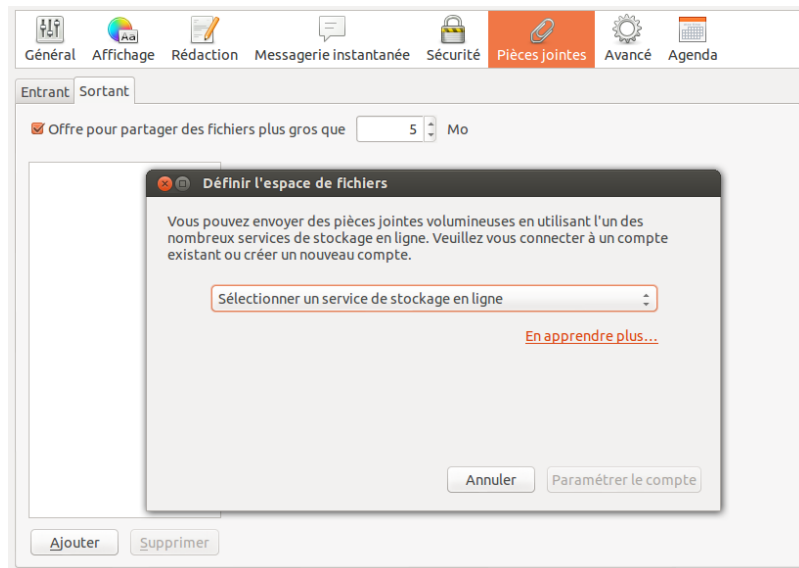 Général Affichage Rédaction Messagerie instantanée Sécurité Pièces jointes Avancé Agenda
Entrant Sortant
Offre pour partager des fichiers plus gros que 5 Mo
Définir l'espace de fichiers
Vous pouvez envoyer des pièces jointes volumineuses en utilisant l'un des
nombreux services de stockage en ligne. Veuillez vous connecter à un compte
existant ou créer un nouveau compte.
Sélectionner un service de stockage en ligne
En apprendre plus…
Annuler Paramétrer le compte
Ajouter Supprimer